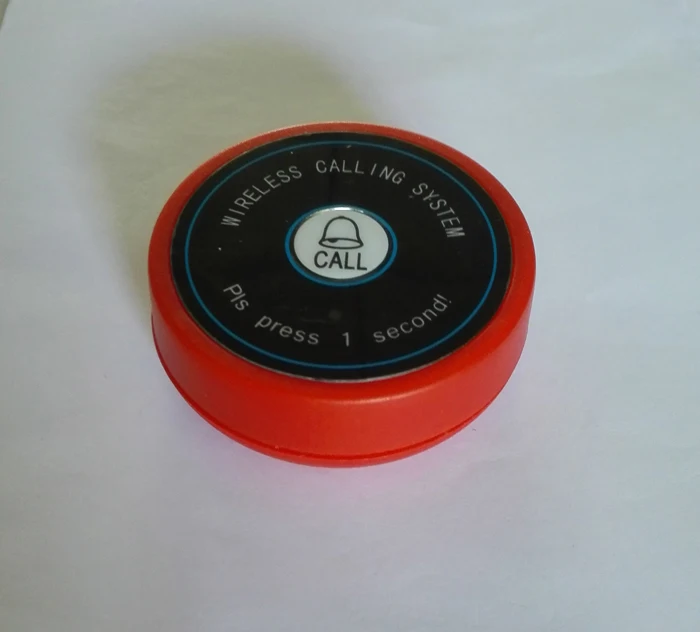 WIRELESS CALLING SYSTEM
CALL
Pls press 1 second!